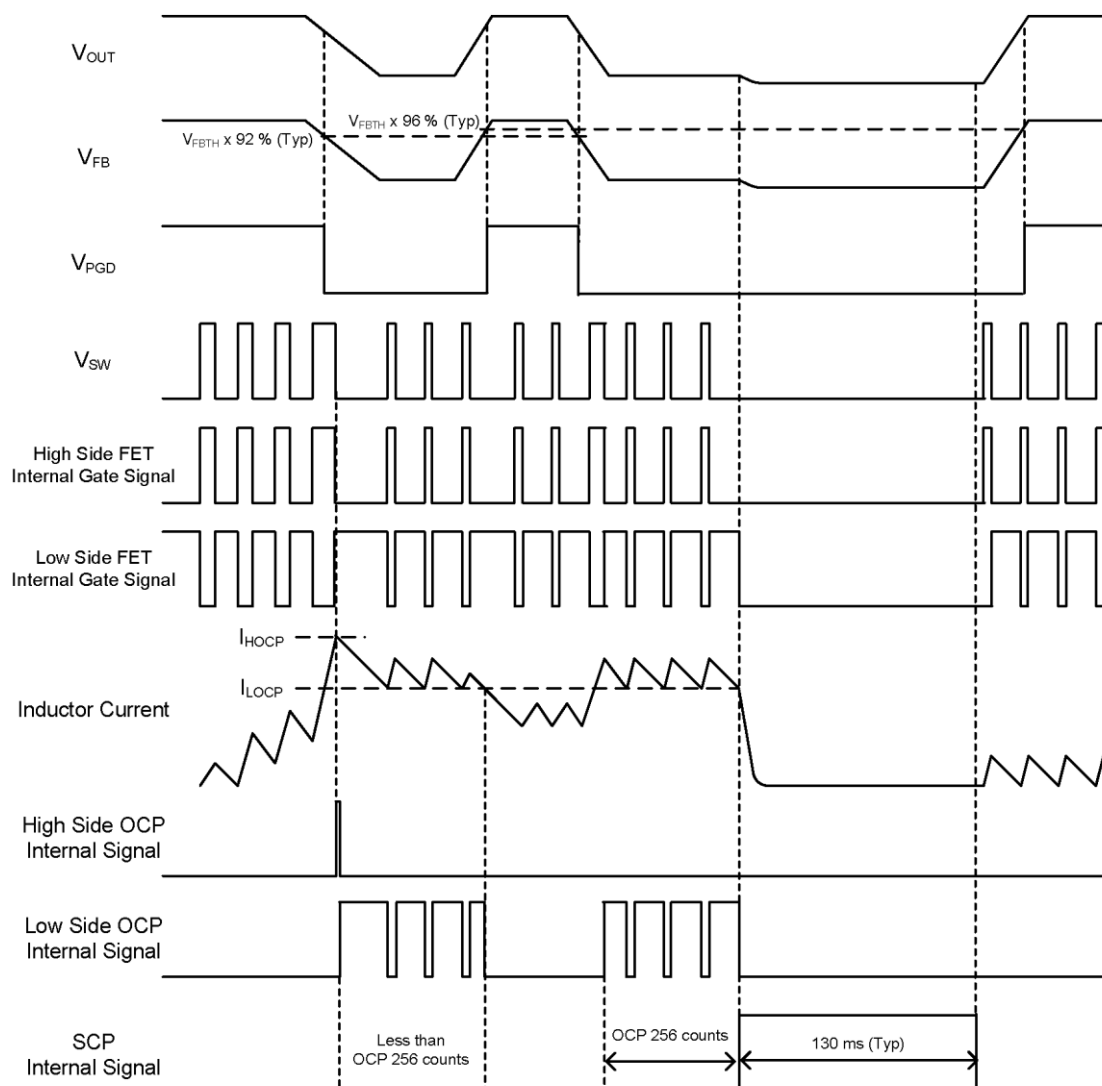 VOUT
VFBTH x 96 % (Typ)
VFBTH x 92 % (Typ)
VFB
VPGD
VSW
High Side FET
Internal Gate Signal
Low Side FET
Internal Gate Signal
IHOCP
ILOCP
Inductor Current
High Side OCP
Internal Signal
Low Side OCP
Internal Signal
SCP
Internal Signal
Less than
OCP 256 counts
OCP 256 counts
130 ms (Typ)